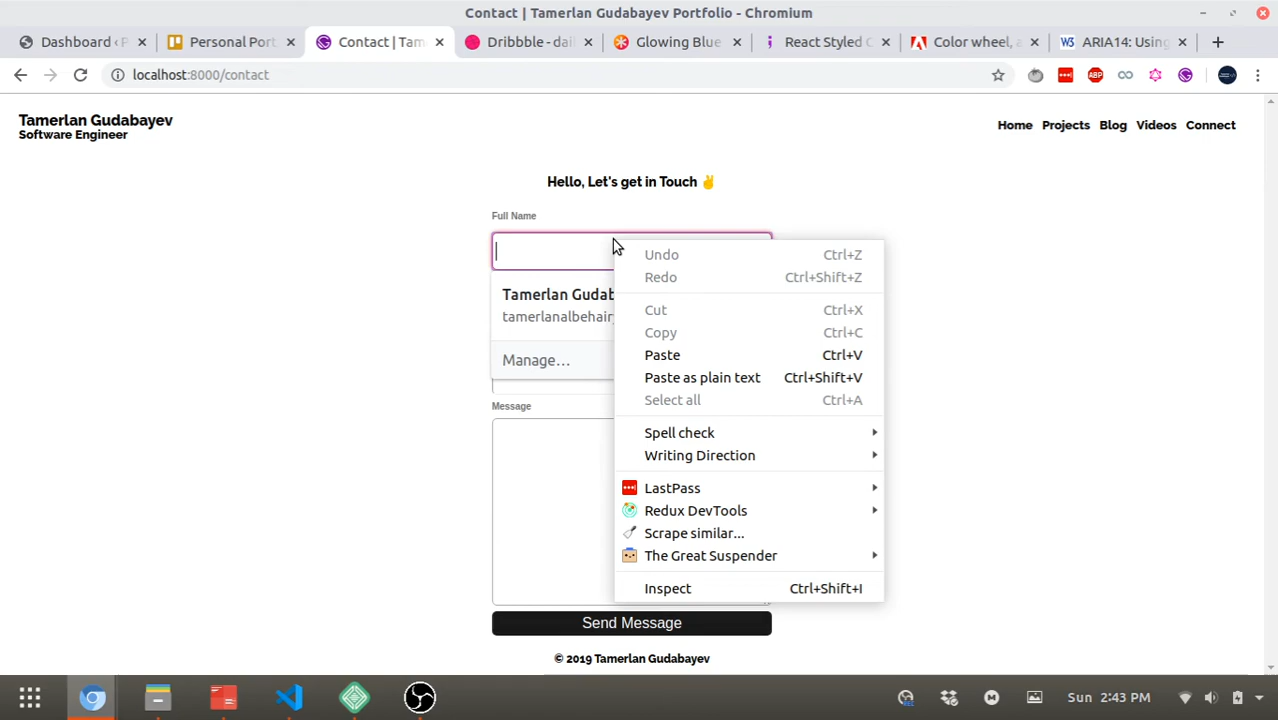 Contact | Tamerlan Gudabayev Portfolio - Chromium
Dashboard ‹ P
Personal Port
Contact | Tam
Dribbble - dai
Glowing Blue
React Styled C
Color wheel, a
W3 ARIA14: Using
localhost:8000/contact
ABP
Tamerlan Gudabayev
Software Engineer
Home Projects Blog Videos Connect
Hello, Let's get in Touch ✌
Full Name
Tamerlan Gudab
tamerlanalbehair
Manage...
Message
Undo Ctrl+Z
Redo Ctrl+Shift+Z
Cut Ctrl+X
Copy Ctrl+C
Paste Ctrl+V
Paste as plain text Ctrl+Shift+V
Select all Ctrl+A
Spell check
Writing Direction
LastPass
Redux DevTools
Scrape similar...
The Great Suspender
Inspect Ctrl+Shift+I
Send Message
© 2019 Tamerlan Gudabayev
Sun 2:43 PM